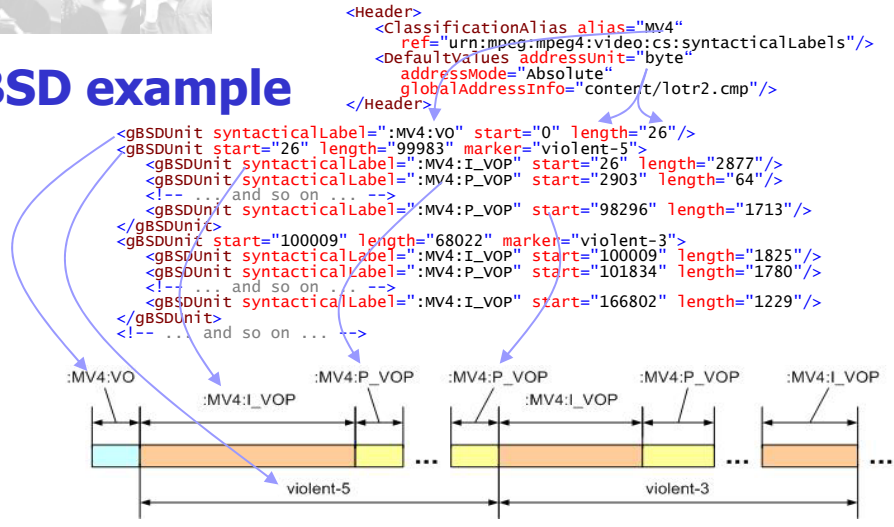 <Header>
<ClassificationAlias alias="MV4“
ref="urn:mpeg:mpeg4:video:cs:syntacticalLabels"/>
<DefaultValues addressUnit="byte“
addressMode="Absolute“
globalAddressInfo="content/lotr2.cmp"/>
</Header>
BSD example
<gBSDUnit syntacticalLabel=":MV4:VO" start="0" length="26"/>
<gBSDUnit start="26" length="99983" marker="violent-5">
<gBSDUnit syntacticalLabel=":MV4:I_VOP" start="26" length="2877"/>
<gBSDUnit syntacticalLabel=":MV4:P_VOP" start="2903" length="64"/>
<!-- ... and so on ... -->
<gBSDUnit syntacticalLabel=":MV4:P_VOP" start="98296" length="1713"/>
</gBSDUnit>
<gBSDUnit start="100009" length="68022" marker="violent-3">
<gBSDUnit syntacticalLabel=":MV4:I_VOP" start="100009" length="1825"/>
<gBSDUnit syntacticalLabel=":MV4:P_VOP" start="101834" length="1780"/>
<!-- ... and so on ... -->
<gBSDUnit syntacticalLabel=":MV4:I_VOP" start="166802" length="1229"/>
</gBSDUnit>
<!-- ... and so on ... -->
:MV4:VO :MV4:P_VOP :MV4:P_VOP :MV4:P_VOP :MV4:I_VOP
:MV4:I_VOP :MV4:I_VOP
... ... ...
violent-5 violent-3